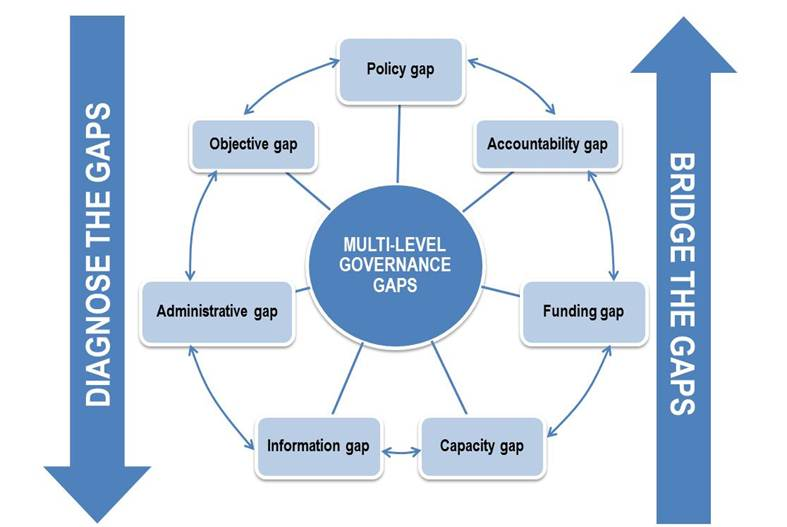 DIAGNOSE THE GAPS
Policy gap
Objective gap
Accountability gap
MULTI-LEVEL
GOVERNANCE
GAPS
Administrative gap
Funding gap
Information gap
Capacity gap
BRIDGE THE GAPS